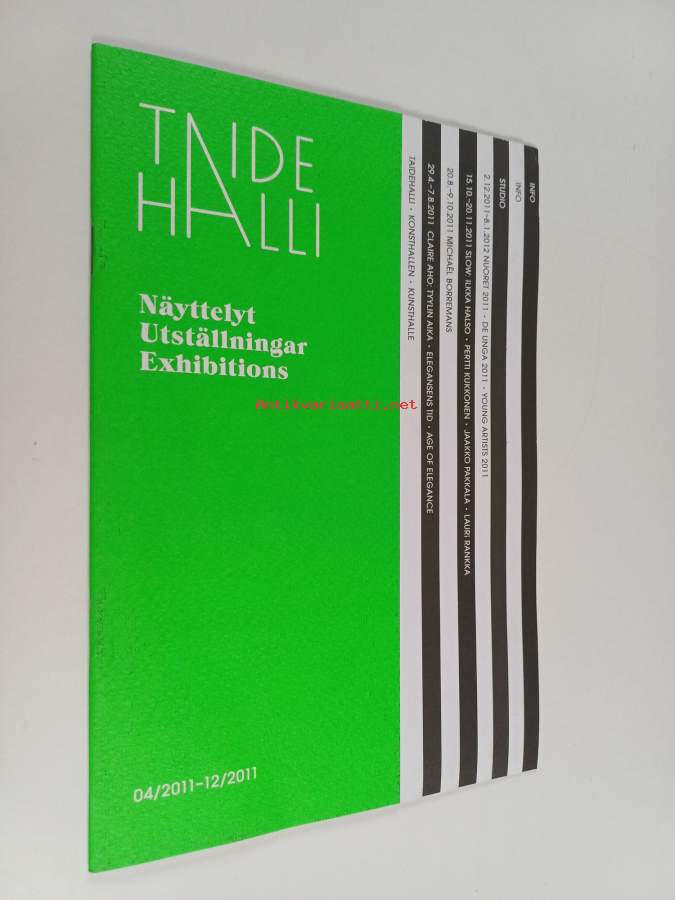 TAIDE
HALLI
Näyttelyt
Utställningar
Exhibitions
04/2011–12/2011
TAIDEHALLI · KONSTHALLEN · KUNSTHALLE
29.4.–7.8.2011 CLAIRE AHO: TYYLIN AIKA · ELEGANSENS TID · AGE OF ELEGANCE
20.8.–9.10.2011 MICHAËL BORREMANS
15.10.–20.11.2011 SLOW: ILKKA HALSO · PERTTI KUKKONEN · JAAKKO PAKKALA · LAURI RANKKA
2.12.2011–8.1.2012 NUORET 2011 · DE UNGA 2011 · YOUNG ARTISTS 2011
STUDIO
INFO
INFO
Antikvariaatti.net